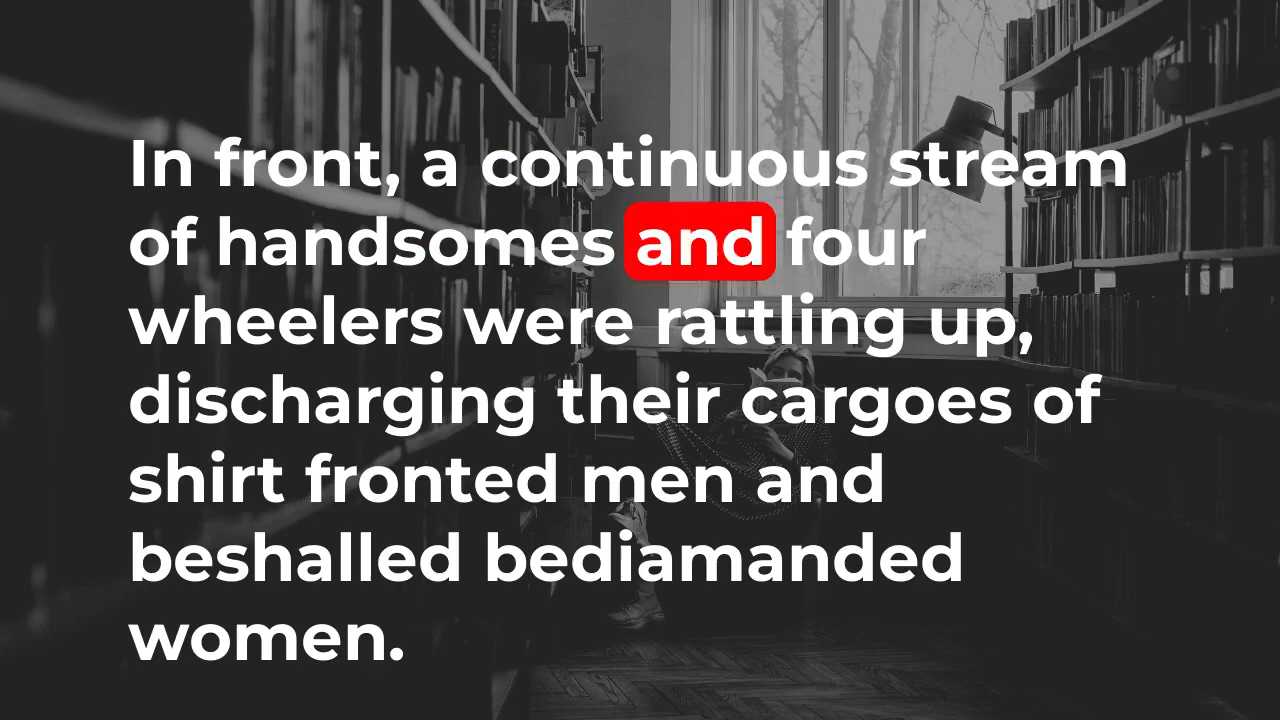 In front, a continuous stream
of handsomes and four
wheelers were rattling up,
discharging their cargoes of
shirt fronted men and
beshalled bediamanded
women.